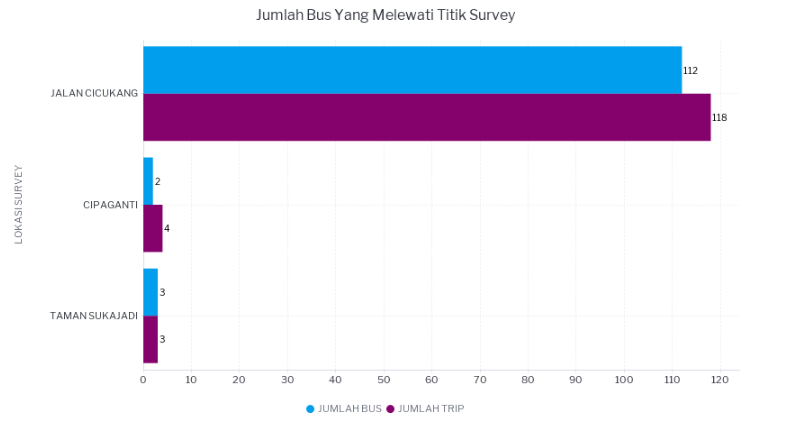 Jumlah Bus Yang Melewati Titik Survey
LOKASI SURVEY
JALAN CICUKANG
112
118
CIPAGANTI
2
4
TAMAN SUKAJADI
3
3
0 10 20 30 40 50 60 70 80 90 100 110 120
JUMLAH BUS JUMLAH TRIP